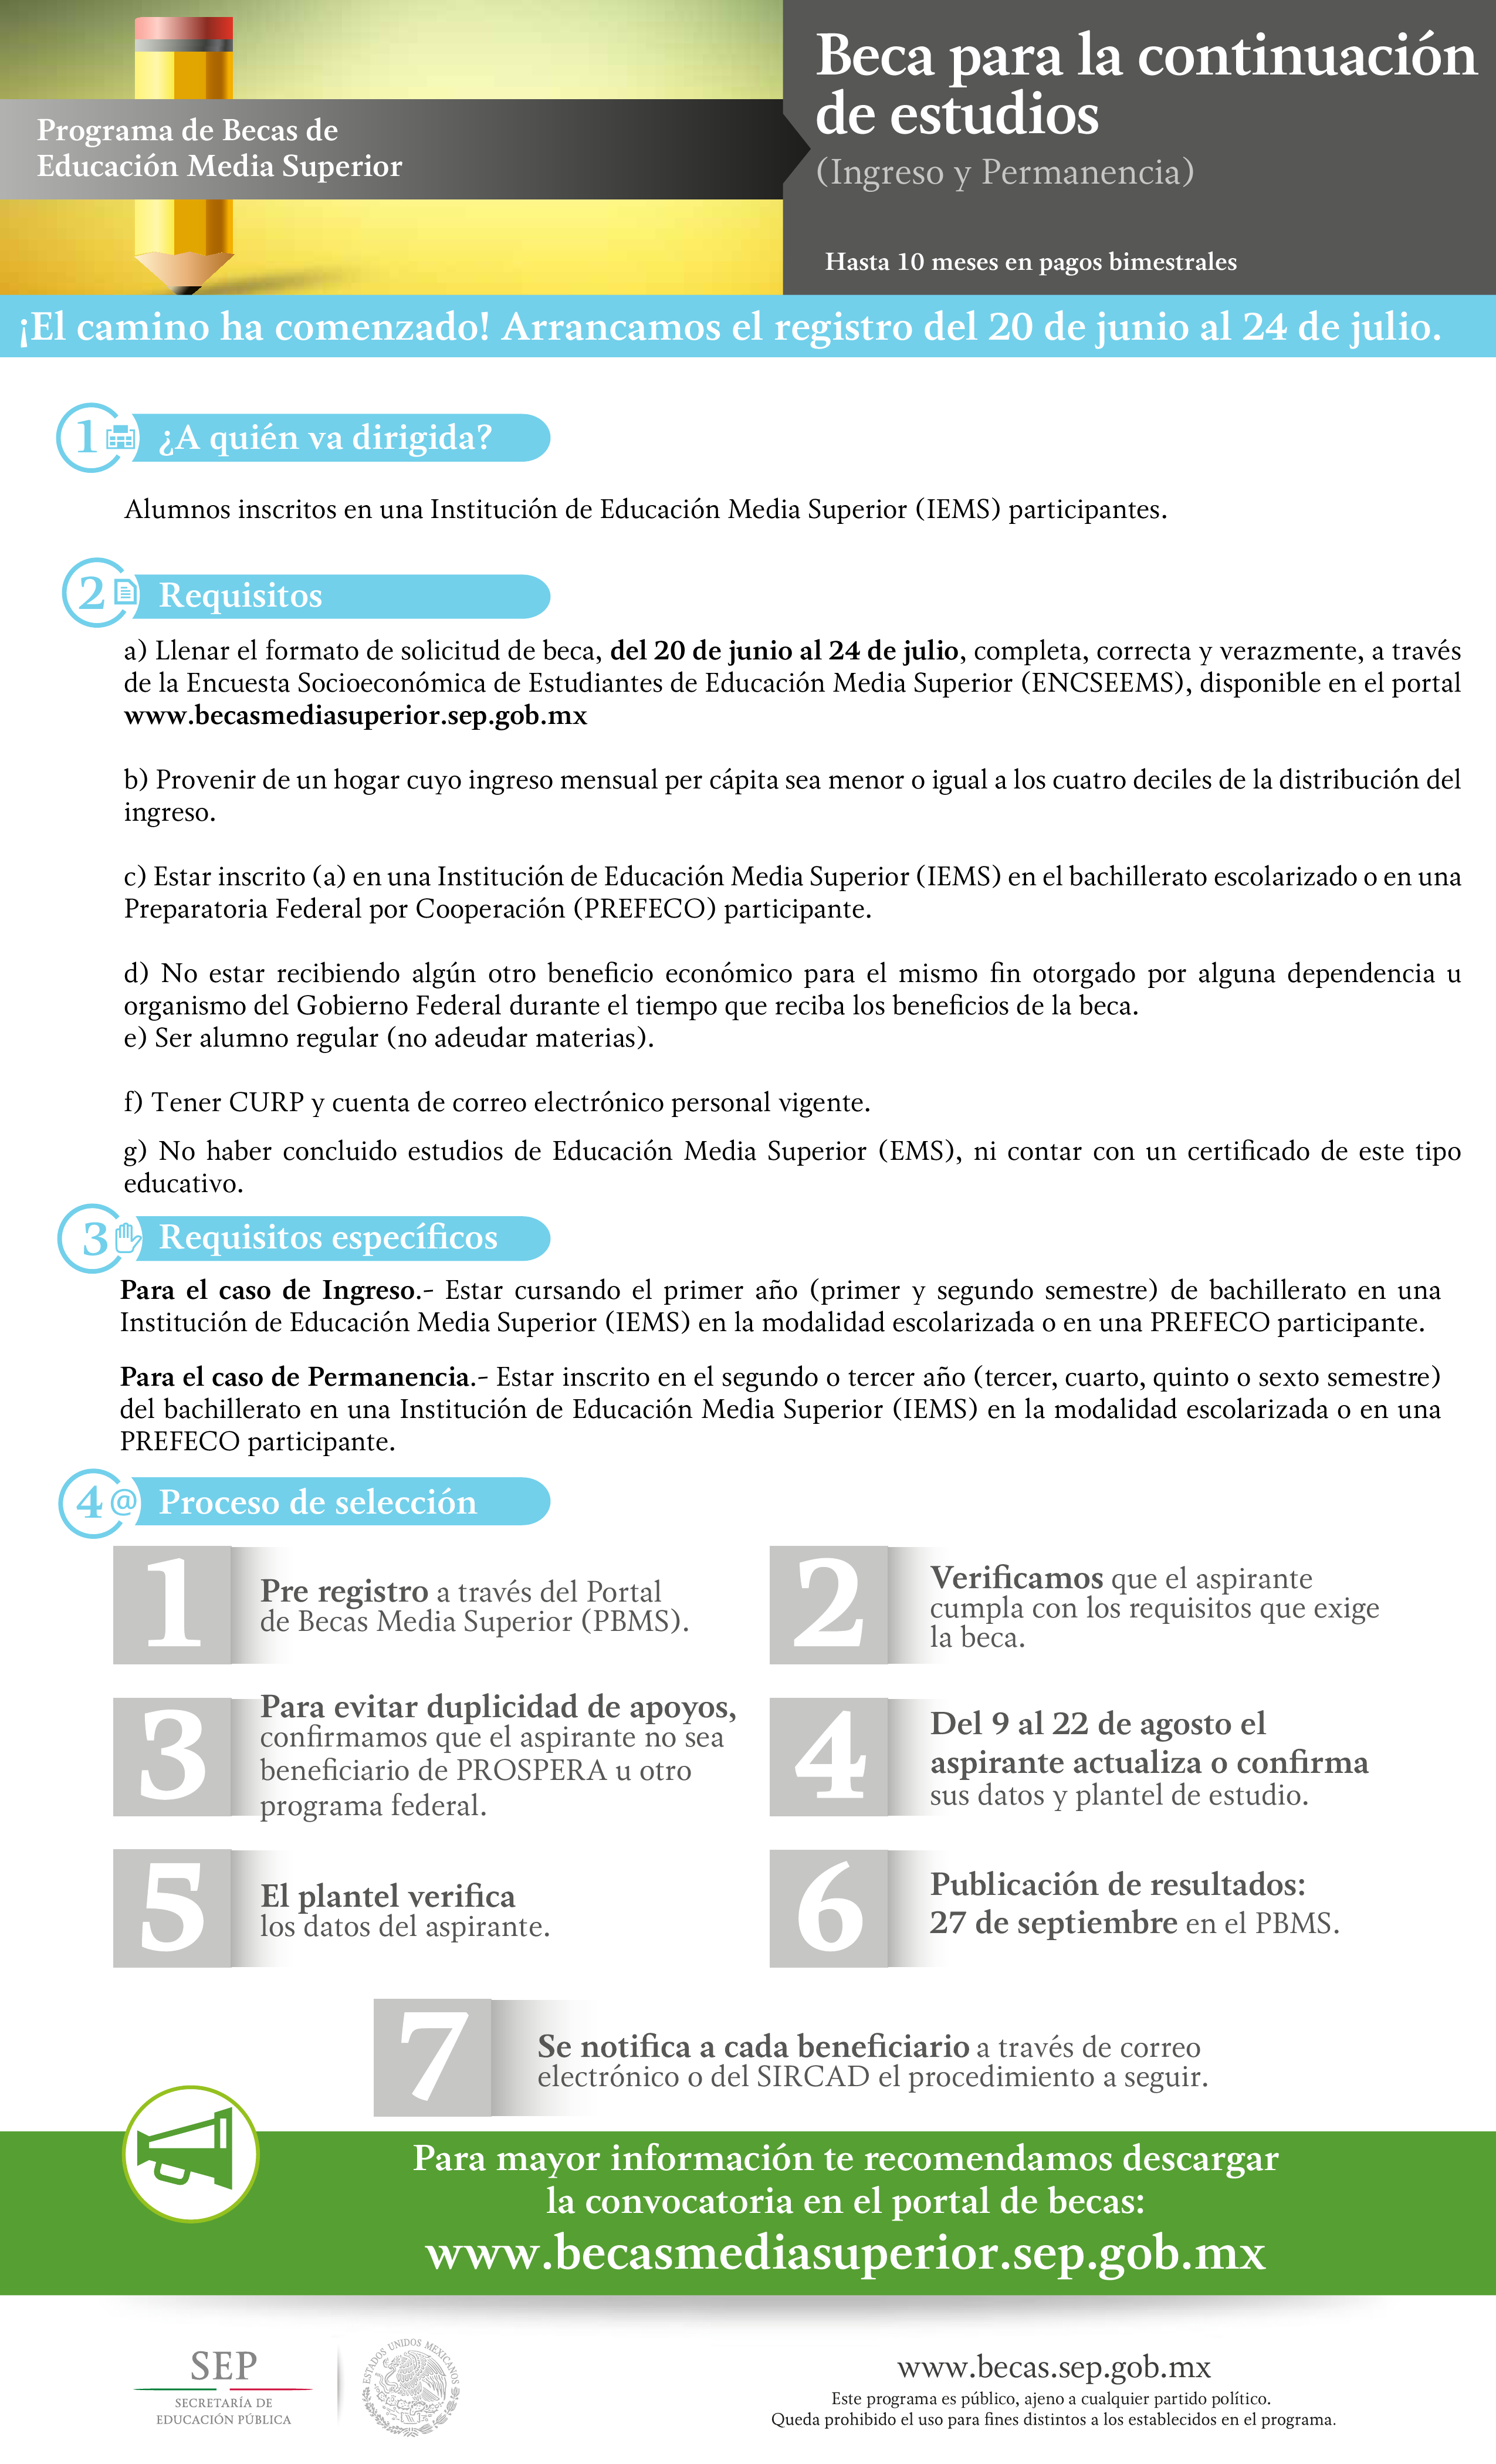 Programa de Becas de
Educación Media Superior
Beca para la continuación
de estudios
(Ingreso y Permanencia)
Hasta 10 meses en pagos bimestrales
¡El camino ha comenzado! Arrancamos el registro del 20 de junio al 24 de julio.
1 ¿A quién va dirigida?
Alumnos inscritos en una Institución de Educación Media Superior (IEMS) participantes.
2 Requisitos
a) Llenar el formato de solicitud de beca, del 20 de junio al 24 de julio, completa, correcta y verazmente, a través
de la Encuesta Socioeconómica de Estudiantes de Educación Media Superior (ENCSEEMS), disponible en el portal
www.becasmediasuperior.sep.gob.mx
b) Provenir de un hogar cuyo ingreso mensual per cápita sea menor o igual a los cuatro deciles de la distribución del
ingreso.
c) Estar inscrito (a) en una Institución de Educación Media Superior (IEMS) en el bachillerato escolarizado o en una
Preparatoria Federal por Cooperación (PREFECO) participante.
d) No estar recibiendo algún otro beneficio económico para el mismo fin otorgado por alguna dependencia u
organismo del Gobierno Federal durante el tiempo que reciba los beneficios de la beca.
e) Ser alumno regular (no adeudar materias).
f) Tener CURP y cuenta de correo electrónico personal vigente.
g) No haber concluido estudios de Educación Media Superior (EMS), ni contar con un certificado de este tipo
educativo.
3 Requisitos específicos
Para el caso de Ingreso.- Estar cursando el primer año (primer y segundo semestre) de bachillerato en una
Institución de Educación Media Superior (IEMS) en la modalidad escolarizada o en una PREFECO participante.
Para el caso de Permanencia.- Estar inscrito en el segundo o tercer año (tercer, cuarto, quinto o sexto semestre)
del bachillerato en una Institución de Educación Media Superior (IEMS) en la modalidad escolarizada o en una
PREFECO participante.
4 @ Proceso de selección
1
Pre registro a través del Portal
de Becas Media Superior (PBMS).
2
Verificamos que el aspirante
cumpla con los requisitos que exige
la beca.
3
Para evitar duplicidad de apoyos,
confirmamos que el aspirante no sea
beneficiario de PROSPERA u otro
programa federal.
4
Del 9 al 22 de agosto el
aspirante actualiza o confirma
sus datos y plantel de estudio.
5
El plantel verifica
los datos del aspirante.
6
Publicación de resultados:
27 de septiembre en el PBMS.
7
Se notifica a cada beneficiario a través de correo
electrónico o del SIRCAD el procedimiento a seguir.
Para mayor información te recomendamos descargar
la convocatoria en el portal de becas:
www.becasmediasuperior.sep.gob.mx
SEP
SECRETARÍA DE
EDUCACIÓN PÚBLICA
ESTADOS UNIDOS MEXICANOS
www.becas.sep.gob.mx
Este programa es público, ajeno a cualquier partido político.
Queda prohibido el uso para fines distintos a los establecidos en el programa.